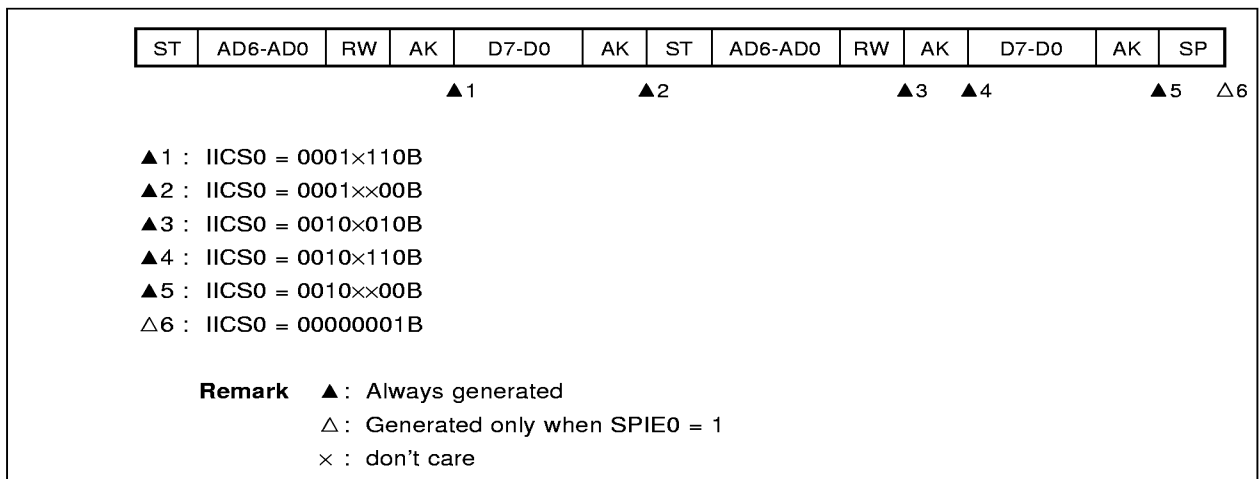 ST AD6-AD0 RW AK D7-D0 AK ST AD6-AD0 RW AK D7-D0 AK SP
▲1 ▲2 ▲3 ▲4 ▲5 △6
▲1 : IICS0 = 0001×110B
▲2 : IICS0 = 0001××00B
▲3 : IICS0 = 0010×010B
▲4 : IICS0 = 0010×110B
▲5 : IICS0 = 0010××00B
△6 : IICS0 = 00000001B
Remark ▲: Always generated
△: Generated only when SPIE0 = 1
× : don't care